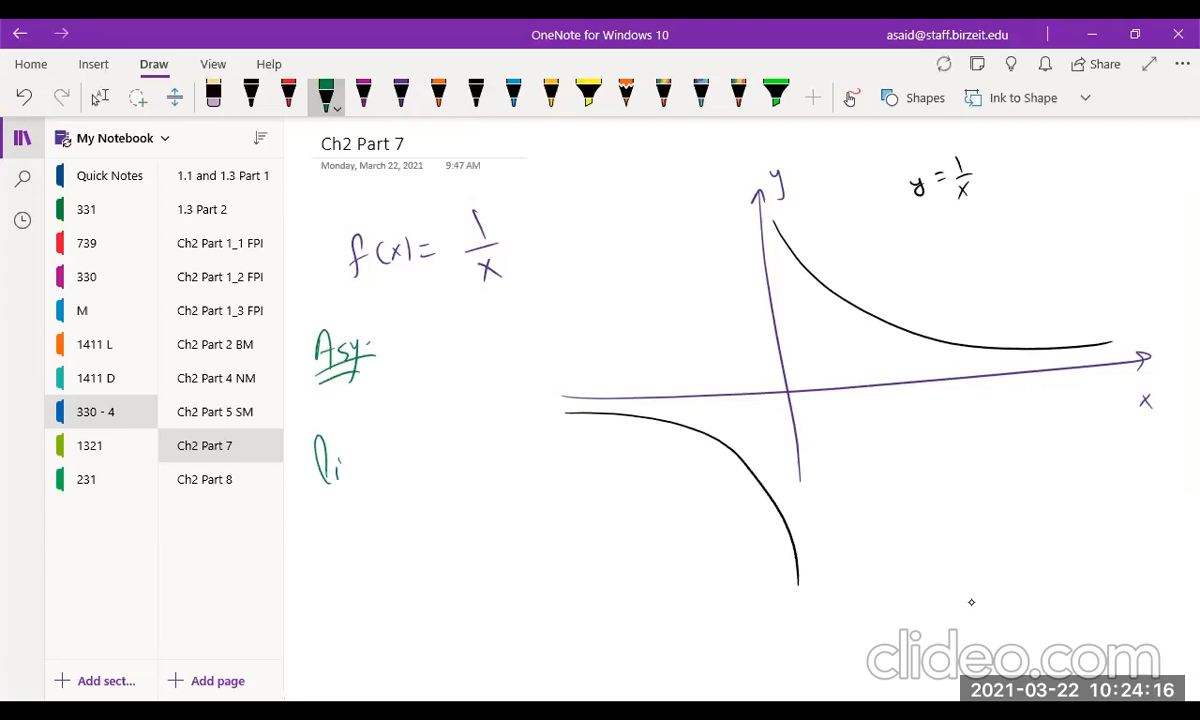 OneNote for Windows 10
asaid@staff.birzeit.edu
Home Insert Draw View Help
Share
Shapes Ink to Shape
My Notebook
Quick Notes
331
739
330
M
1411 L
1411 D
330 - 4
1321
231
Add sect...
1.1 and 1.3 Part 1
1.3 Part 2
Ch2 Part 1_1 FPI
Ch2 Part 1_2 FPI
Ch2 Part 1_3 FPI
Ch2 Part 2 BM
Ch2 Part 4 NM
Ch2 Part 5 SM
Ch2 Part 7
Ch2 Part 8
Add page
Ch2 Part 7
Monday, March 22, 2021 9:47 AM
f(x) = 1/x
Asy.
li
y
y = 1/x
x
clideo.com
2021-03-22 10:24:16